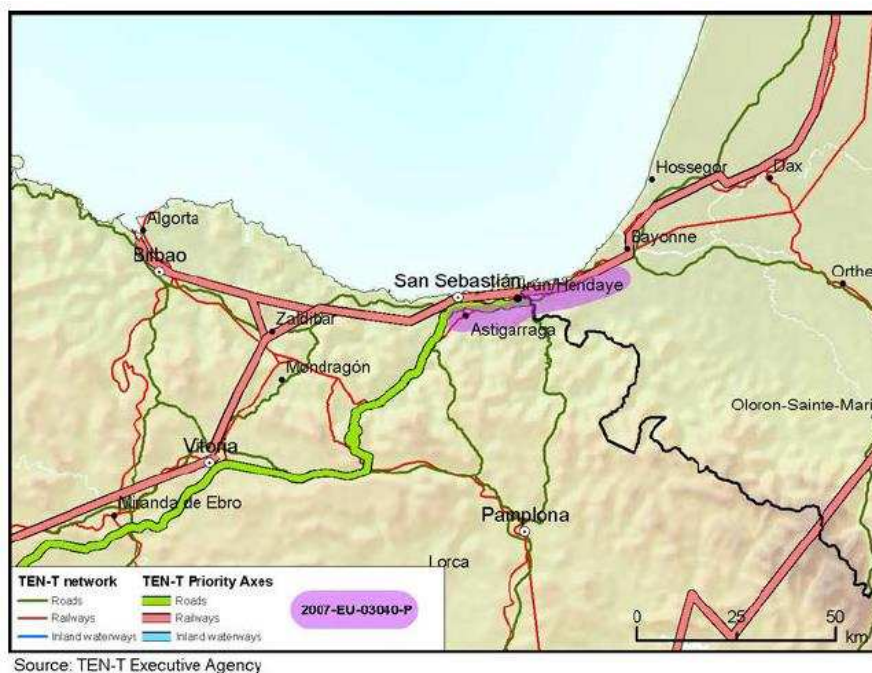 Hossegor
Dax
Algorta
Bayonne
Bilbao
San Sebastián
Irun/Hendaye
Orthe
Zaldibar
Astigarraga
Mondragón
Oloron-Sainte-Mari
Vitoria
Miranda de Ebro
Pamplona
Lorca
TEN-T network TEN-T Priority Axes
Roads Roads
Railways Railways
Inland waterways Inland waterways
2007-EU-03040-P
0 25 50
km
Source: TEN-T Executive Agency